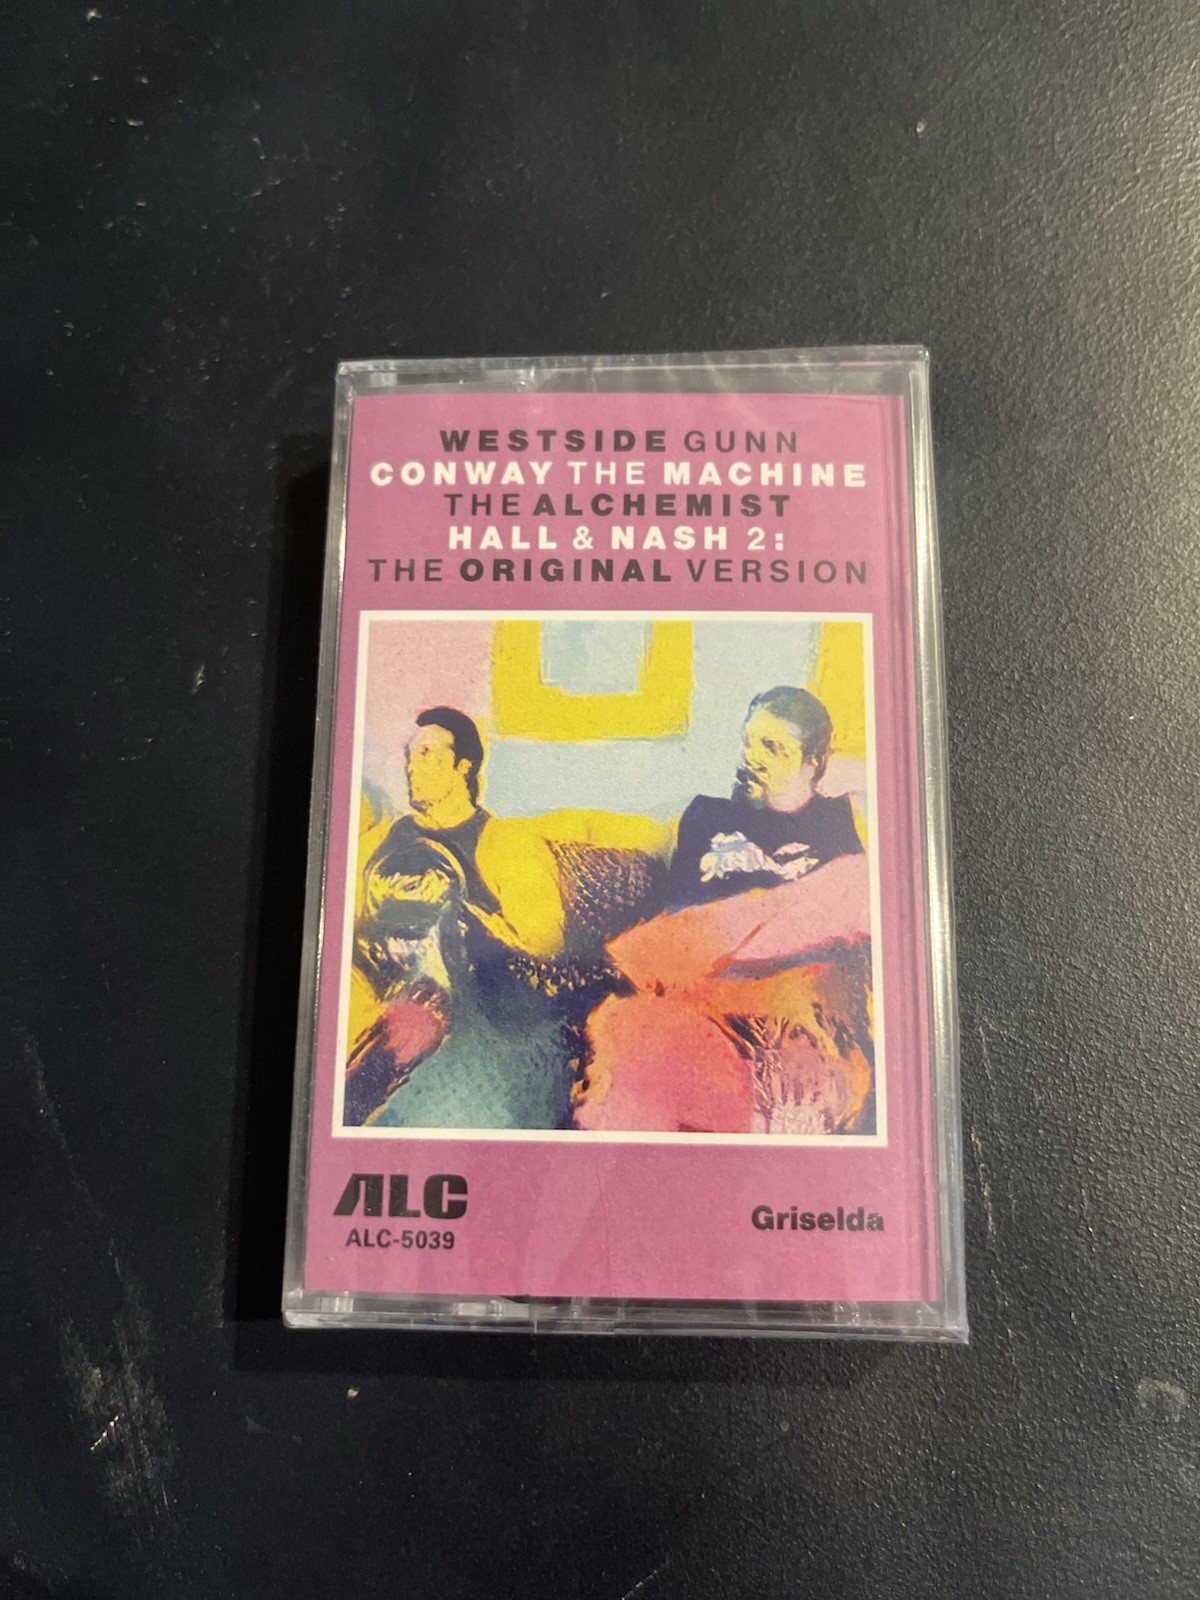 WESTSIDE GUNN
CONWAY THE MACHINE
THE ALCHEMIST
HALL & NASH 2:
THE ORIGINAL VERSION
ALC
ALC-5039
Griselda